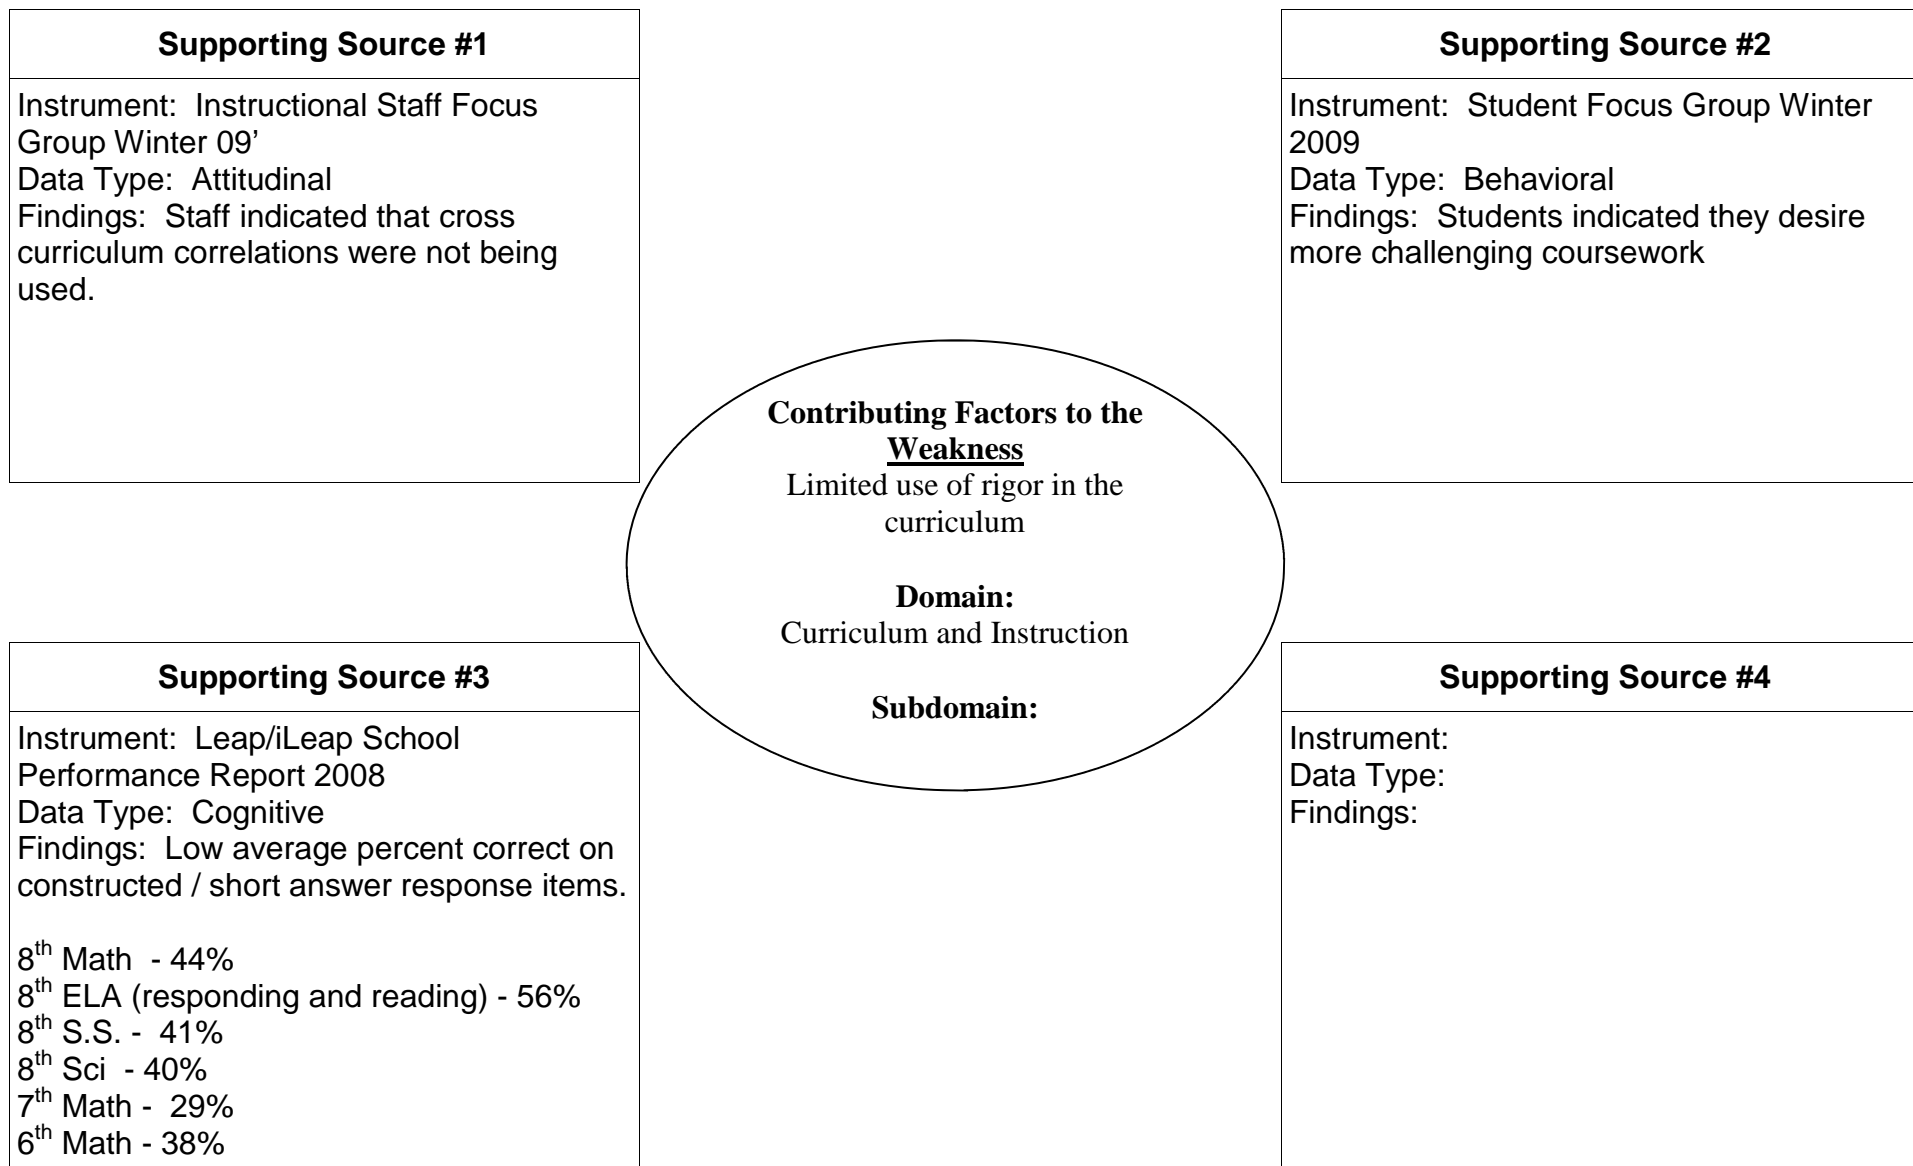 Supporting Source #1
Instrument:  Instructional Staff Focus
Group Winter 09’
Data Type:  Attitudinal
Findings:  Staff indicated that cross
curriculum correlations were not being
used.
Supporting Source #2
Instrument:  Student Focus Group Winter
2009
Data Type:  Behavioral
Findings:  Students indicated they desire
more challenging coursework
Contributing Factors to the
Weakness
Limited use of rigor in the
curriculum
Domain:
Curriculum and Instruction
Subdomain:
Supporting Source #3
Instrument:  Leap/iLeap School
Performance Report 2008
Data Type:  Cognitive
Findings:  Low average percent correct on
constructed / short answer response items.
8th Math  - 44%
8th ELA (responding and reading) - 56%
8th S.S. -  41%
8th Sci  - 40%
7th Math -  29%
6th Math - 38%
Supporting Source #4
Instrument:
Data Type:
Findings: